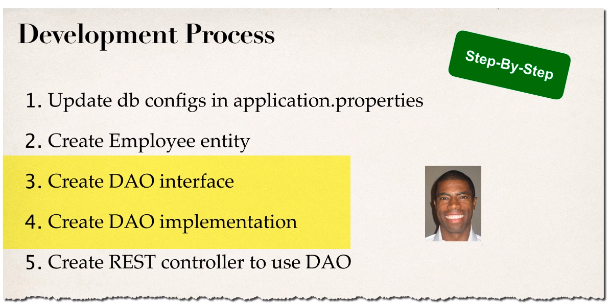 Development Process
Step-By-Step
1. Update db configs in application.properties
2. Create Employee entity
3. Create DAO interface
4. Create DAO implementation
5. Create REST controller to use DAO